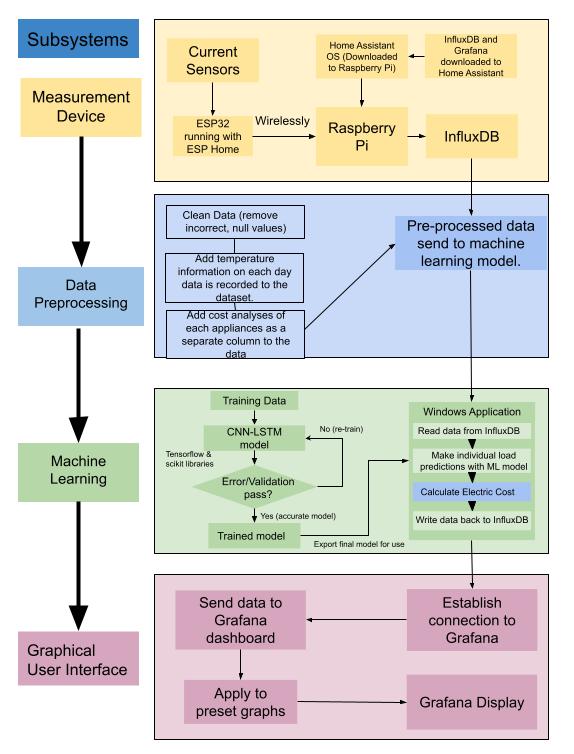 Subsystems
Measurement
Device
Data
Preprocessing
Machine
Learning
Graphical
User Interface
Current
Sensors
Home Assistant
OS (Downloaded
to Raspberry Pi)
InfluxDB and
Grafana
downloaded to
Home Assistant
ESP32
running with
ESP Home
Wirelessly
Raspberry
Pi
InfluxDB
Clean Data (remove
incorrect, null values)
Add temperature
information on each day
data is recorded to the
dataset.
Add cost analyses of
each appliances as a
separate column to the
data
Pre-processed data
send to machine
learning model.
Training Data
CNN-LSTM
model
No (re-train)
Tensorflow &
scikit libraries
Error/Validation
pass?
Yes (accurate model)
Trained model
Export final model for use
Windows Application
Read data from InfluxDB
Make individual load
predictions with ML model
Calculate Electric Cost
Write data back to InfluxDB
Send data to
Grafana
dashboard
Establish
connection to
Grafana
Apply to
preset graphs
Grafana Display